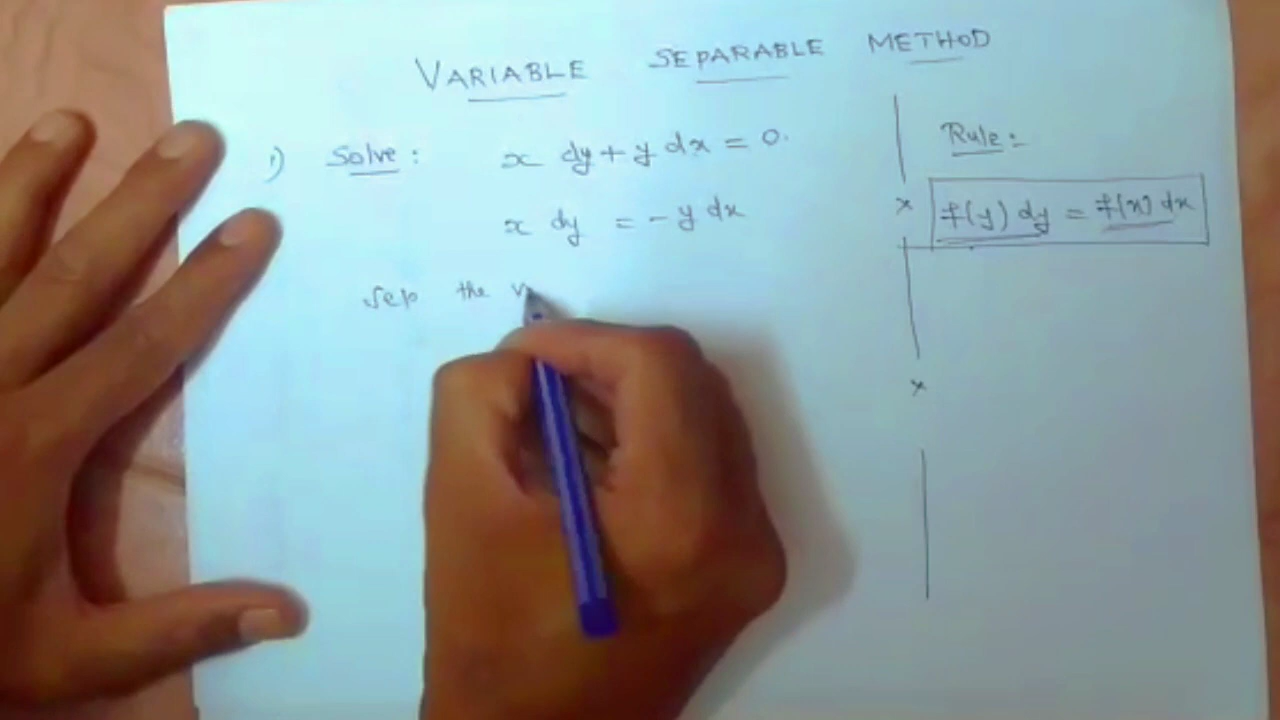 VARIABLE SEPARABLE METHOD
1) Solve : x dy + y dx = 0.
x dy = - y dx
Sep the v
Rule :-
f(y) dy = f(x) dx